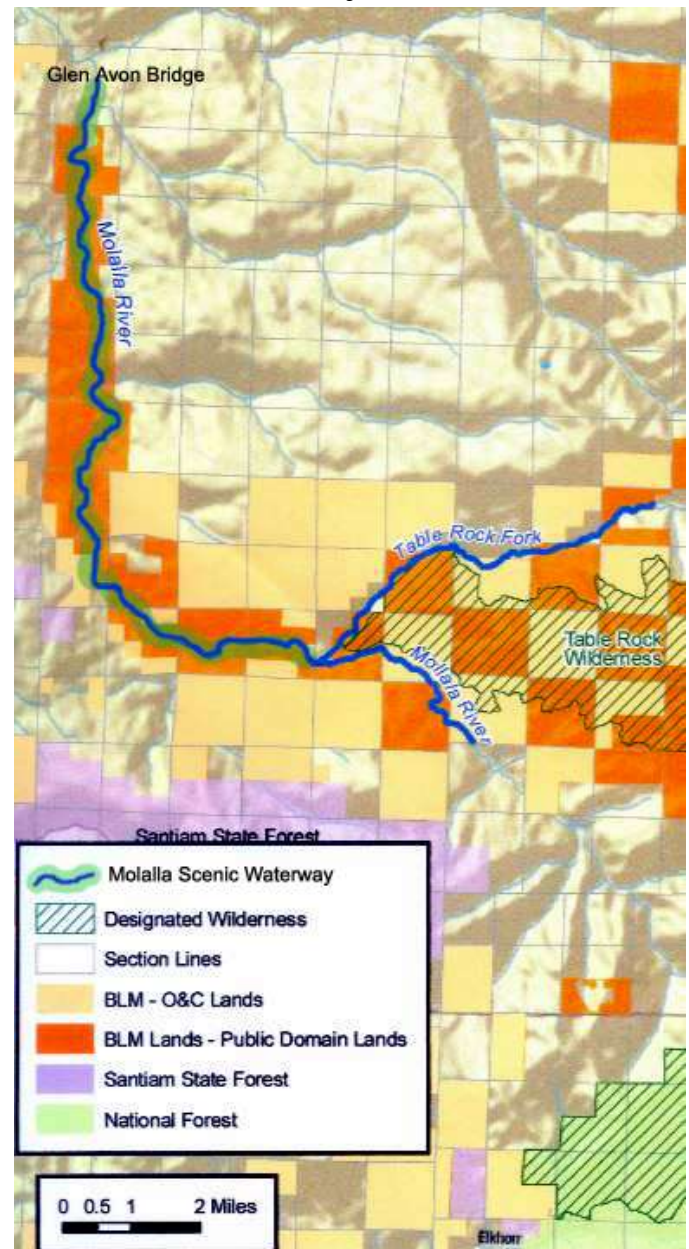 Glen Avon Bridge
Molalla River
Table Rock Fork
Table Rock
Wilderness
Mollala River
Santiam State Forest
Molalla Scenic Waterway
Designated Wilderness
Section Lines
BLM - O&C Lands
BLM Lands - Public Domain Lands
Santiam State Forest
National Forest
0 0.5 1 2 Miles
Elkhorn